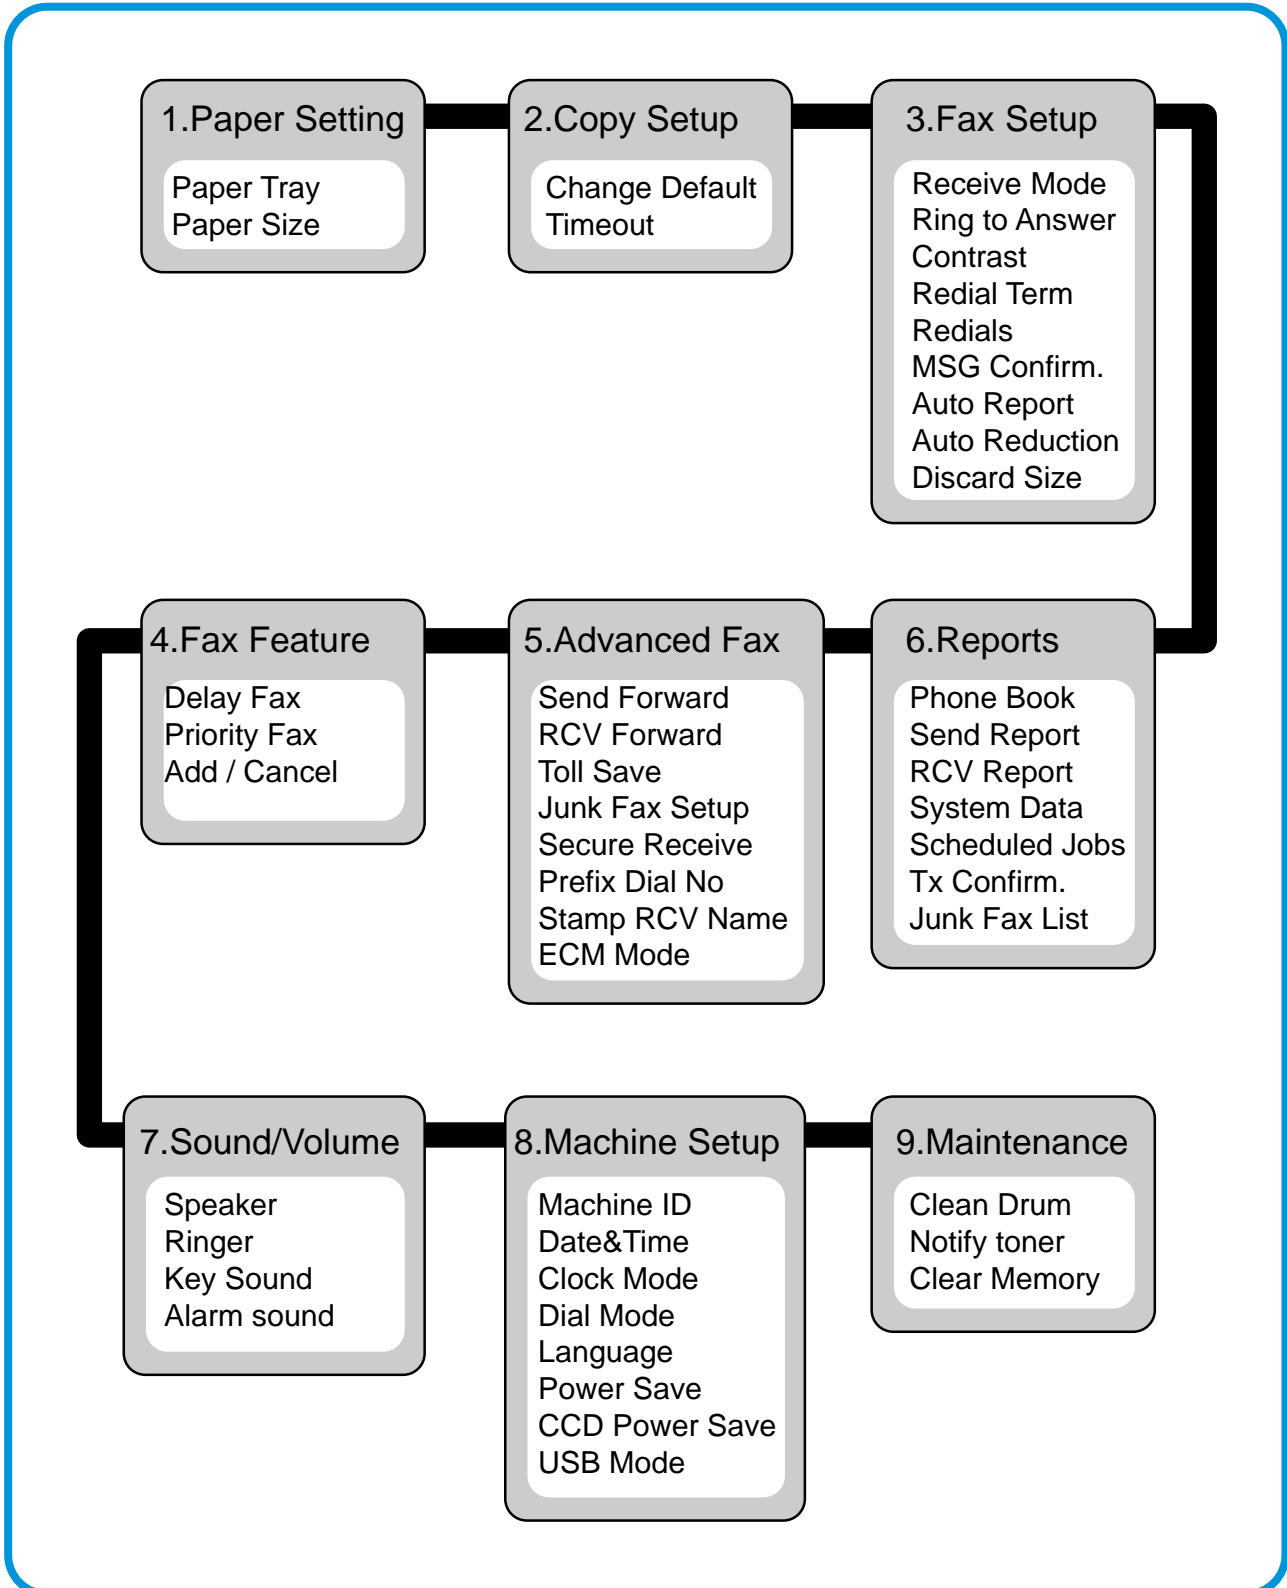 1.Paper Setting
Paper Tray
Paper Size
2.Copy Setup
Change Default
Timeout
3.Fax Setup
Receive Mode
Ring to Answer
Contrast
Redial Term
Redials
MSG Confirm.
Auto Report
Auto Reduction
Discard Size
4.Fax Feature
Delay Fax
Priority Fax
Add / Cancel
5.Advanced Fax
Send Forward
RCV Forward
Toll Save
Junk Fax Setup
Secure Receive
Prefix Dial No
Stamp RCV Name
ECM Mode
6.Reports
Phone Book
Send Report
RCV Report
System Data
Scheduled Jobs
Tx Confirm.
Junk Fax List
7.Sound/Volume
Speaker
Ringer
Key Sound
Alarm sound
8.Machine Setup
Machine ID
Date&Time
Clock Mode
Dial Mode
Language
Power Save
CCD Power Save
USB Mode
9.Maintenance
Clean Drum
Notify toner
Clear Memory